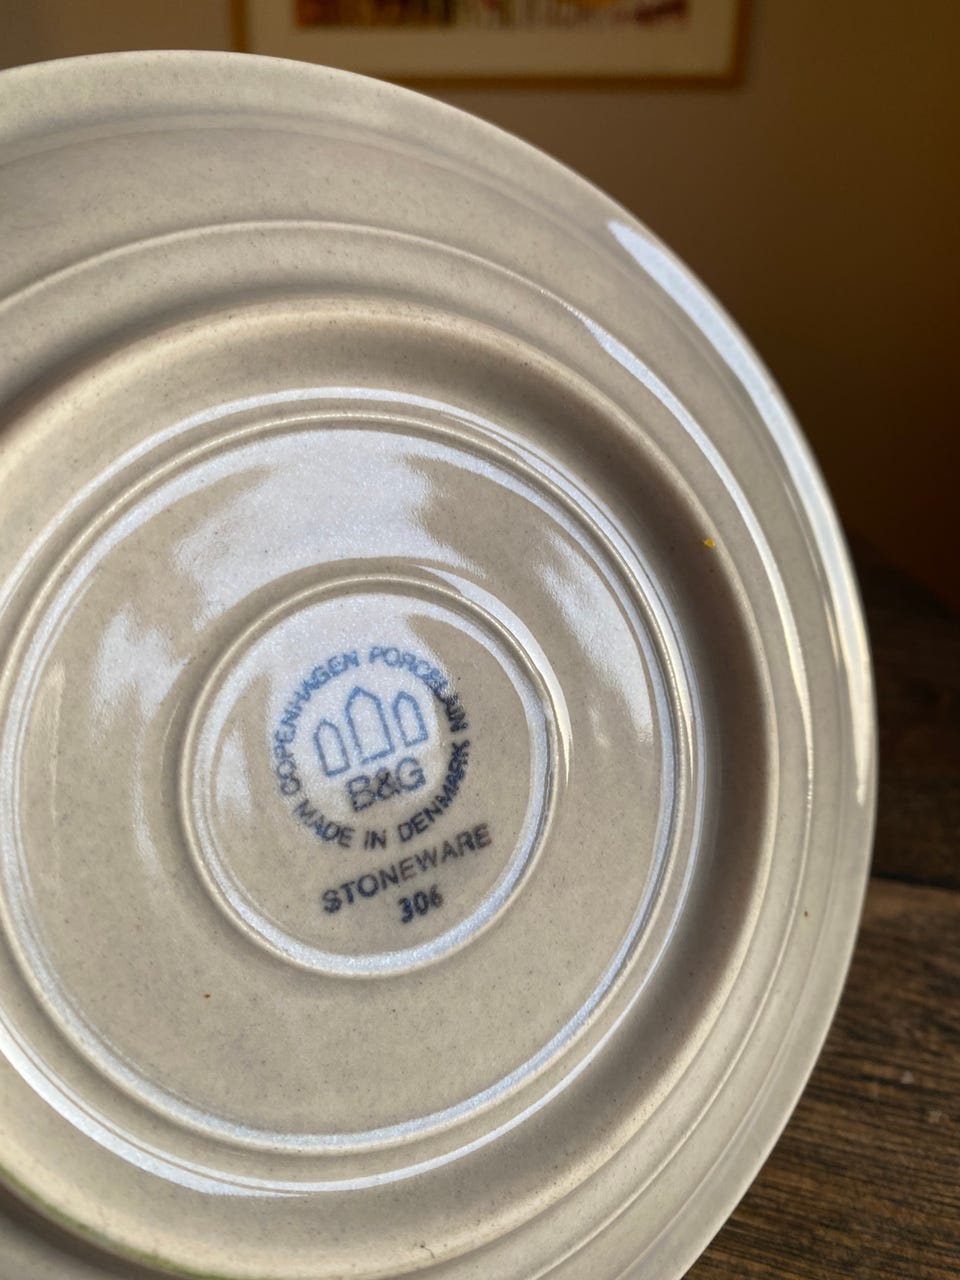 COPENHAGEN PORCELAIN
B&G
MADE IN DENMARK
STONEWARE
306